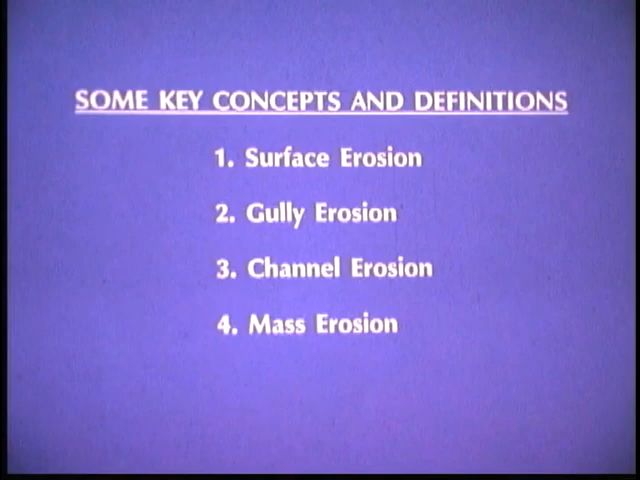 SOME KEY CONCEPTS AND DEFINITIONS
1. Surface Erosion
2. Gully Erosion
3. Channel Erosion
4. Mass Erosion